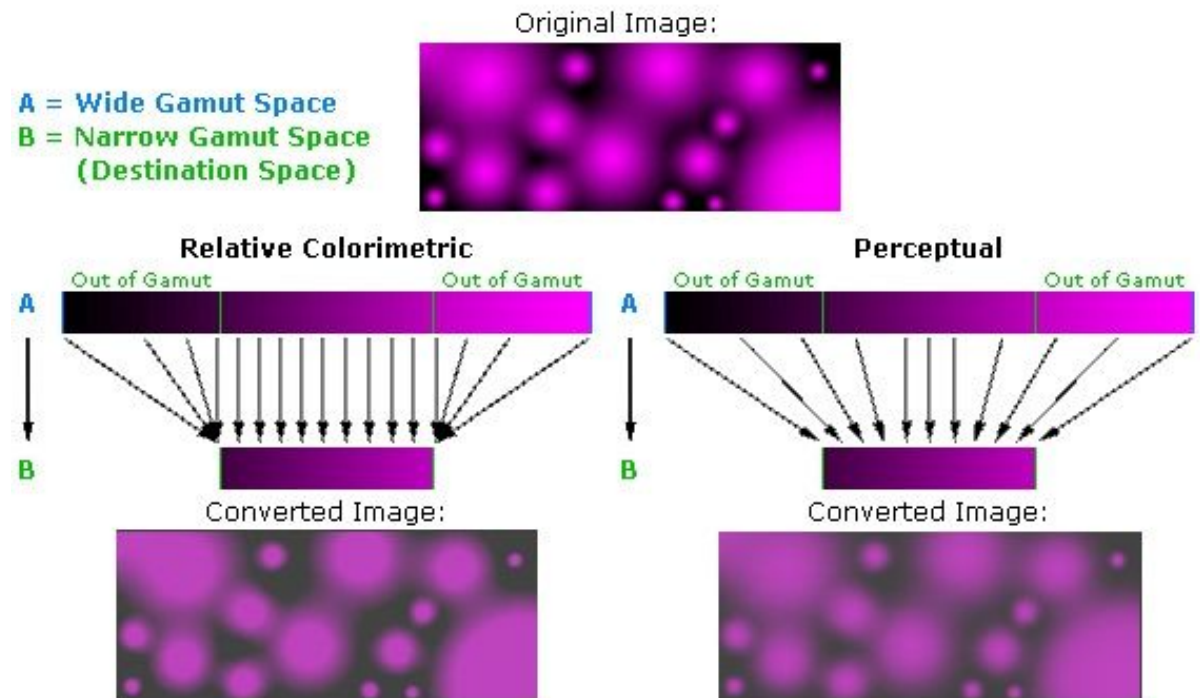 Original Image:
A = Wide Gamut Space
B = Narrow Gamut Space
(Destination Space)
Relative Colorimetric
Perceptual
Out of Gamut
Out of Gamut
Out of Gamut
Out of Gamut
A
A
B
B
Converted Image:
Converted Image: